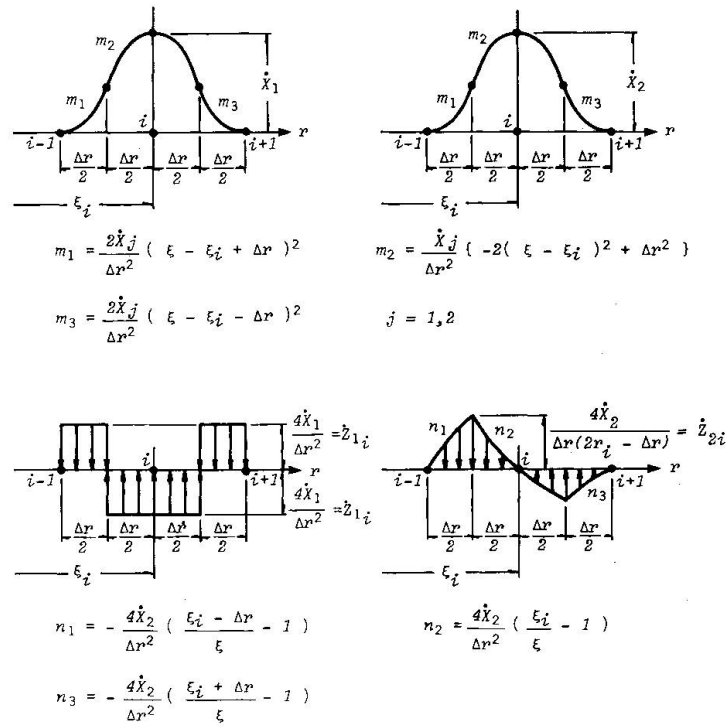 m₂ m₂
Ẋ₁ Ẋ₂
m₁ m₃ m₁ m₃
i r i r
i-1 i+1 i-1 i+1
Δr/2 Δr/2 Δr/2 Δr/2 Δr/2 Δr/2 Δr/2 Δr/2
ξᵢ ξᵢ
m₁ = 2Ẋj/Δr² ( ξ - ξᵢ + Δr )² m₂ = Ẋj/Δr² { -2( ξ - ξᵢ )² + Δr² }
m₃ = 2Ẋj/Δr² ( ξ - ξᵢ - Δr )² j = 1,2
4Ẋ₁/Δr² = Ż₁ᵢ n₁ n₂ 4Ẋ₂/Δr(2rᵢ - Δr) = Ż₂ᵢ
i r i r
i-1 i+1 i-1 i+1
4Ẋ₁/Δr² = Ż₁ᵢ n₃
Δr/2 Δr/2 Δr/2 Δr/2 Δr/2 Δr/2 Δr/2 Δr/2
ξᵢ ξᵢ
n₁ = - 4Ẋ₂/Δr² ( ξᵢ - Δr/ξ - 1 ) n₂ = 4Ẋ₂/Δr² ( ξᵢ/ξ - 1 )
n₃ = - 4Ẋ₂/Δr² ( ξᵢ + Δr/ξ - 1 )